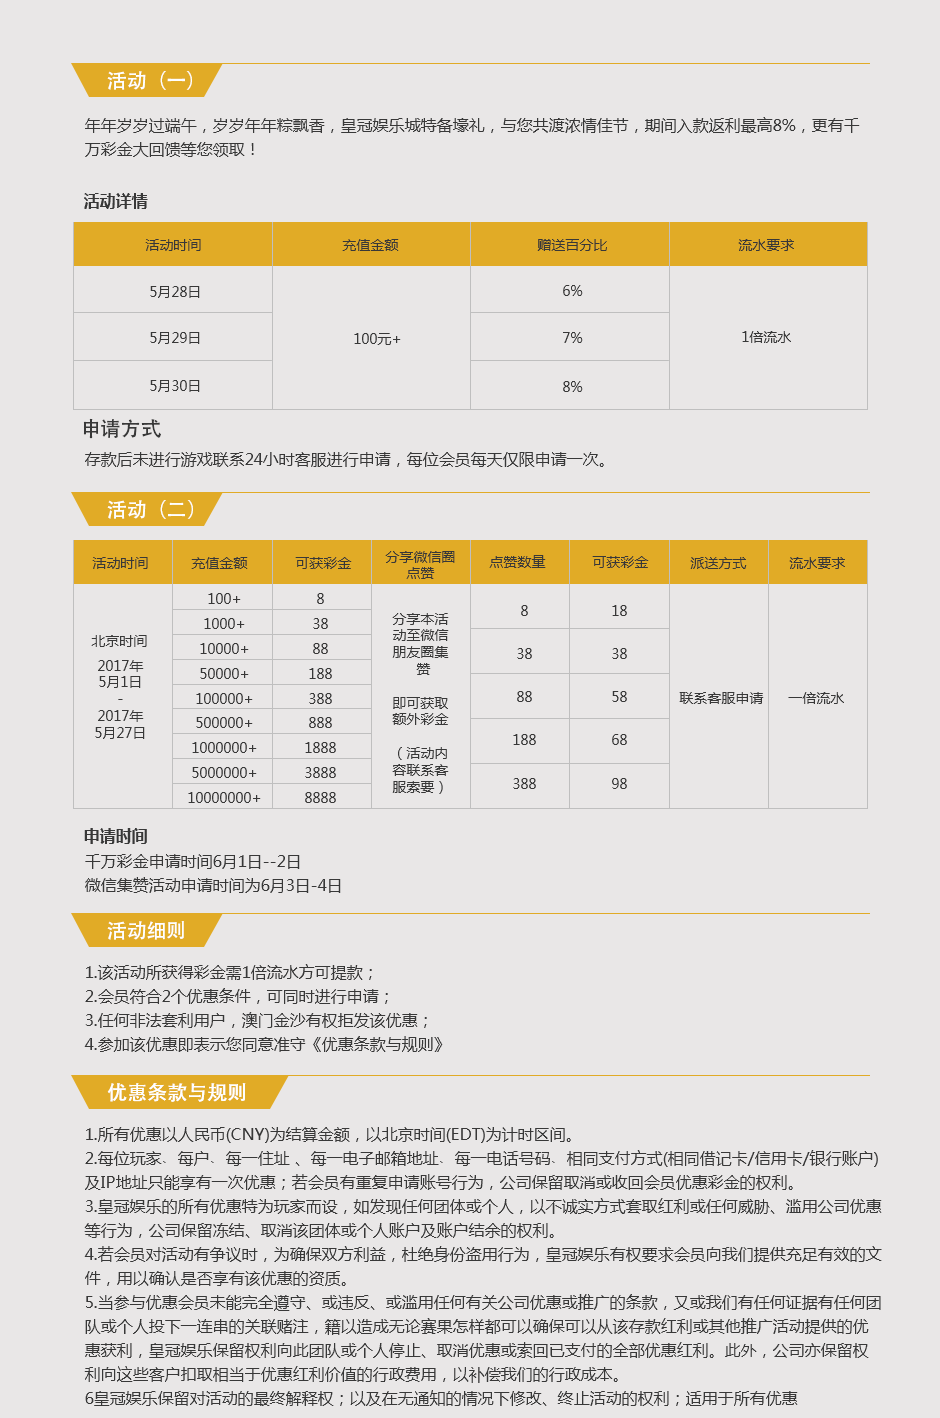 活动（一）
年年岁岁过端午，岁岁年年粽飘香，皇冠娱乐城特备壕礼，与您共渡浓情佳节，期间入款返利最高8%，更有千
万彩金大回馈等您领取！
活动详情
活动时间 充值金额 赠送百分比 流水要求
5月28日 6%
5月29日 100元+ 7% 1倍流水
5月30日 8%
申请方式
存款后未进行游戏联系24小时客服进行申请，每位会员每天仅限申请一次。
活动（二）
活动时间 充值金额 可获彩金 分享微信圈 点赞数量 可获彩金 派送方式 流水要求
点赞
北京时间
2017年
5月1日
-
2017年
5月27日
100+ 8
1000+ 38
10000+ 88
50000+ 188
100000+ 388
500000+ 888
1000000+ 1888
5000000+ 3888
10000000+ 8888
分享本活
动至微信
朋友圈集
赞
即可获取
额外彩金
（活动内
容联系客
服索要）
8 18
38 38
88 58
188 68
388 98
联系客服申请
一倍流水
申请时间
千万彩金申请时间6月1日--2日
微信集赞活动申请时间为6月3日-4日
活动细则
1.该活动所获得彩金需1倍流水方可提款；
2.会员符合2个优惠条件，可同时进行申请；
3.任何非法套利用户，澳门金沙有权拒发该优惠；
4.参加该优惠即表示您同意准守《优惠条款与规则》
优惠条款与规则
1.所有优惠以人民币(CNY)为结算金额，以北京时间(EDT)为计时区间。
2.每位玩家、每户、每一住址 、每一电子邮箱地址、每一电话号码、相同支付方式(相同借记卡/信用卡/银行账户)
及IP地址只能享有一次优惠；若会员有重复申请账号行为，公司保留取消或收回会员优惠彩金的权利。
3.皇冠娱乐的所有优惠特为玩家而设，如发现任何团体或个人，以不诚实方式套取红利或任何威胁、滥用公司优惠
等行为，公司保留冻结、取消该团体或个人账户及账户结余的权利。
4.若会员对活动有争议时，为确保双方利益，杜绝身份盗用行为，皇冠娱乐有权要求会员向我们提供充足有效的文
件，用以确认是否享有该优惠的资质。
5.当参与优惠会员未能完全遵守、或违反、或滥用任何有关公司优惠或推广的条款，又或我们有任何证据有任何团
队或个人投下一连串的关联赌注，籍以造成无论赛果怎样都可以确保可以从该存款红利或其他推广活动提供的优
惠获利，皇冠娱乐保留权利向此团队或个人停止、取消优惠或索回已支付的全部优惠红利。此外，公司亦保留权
利向这些客户扣取相当于优惠红利价值的行政费用，以补偿我们的行政成本。
6皇冠娱乐保留对活动的最终解释权；以及在无通知的情况下修改、终止活动的权利；适用于所有优惠